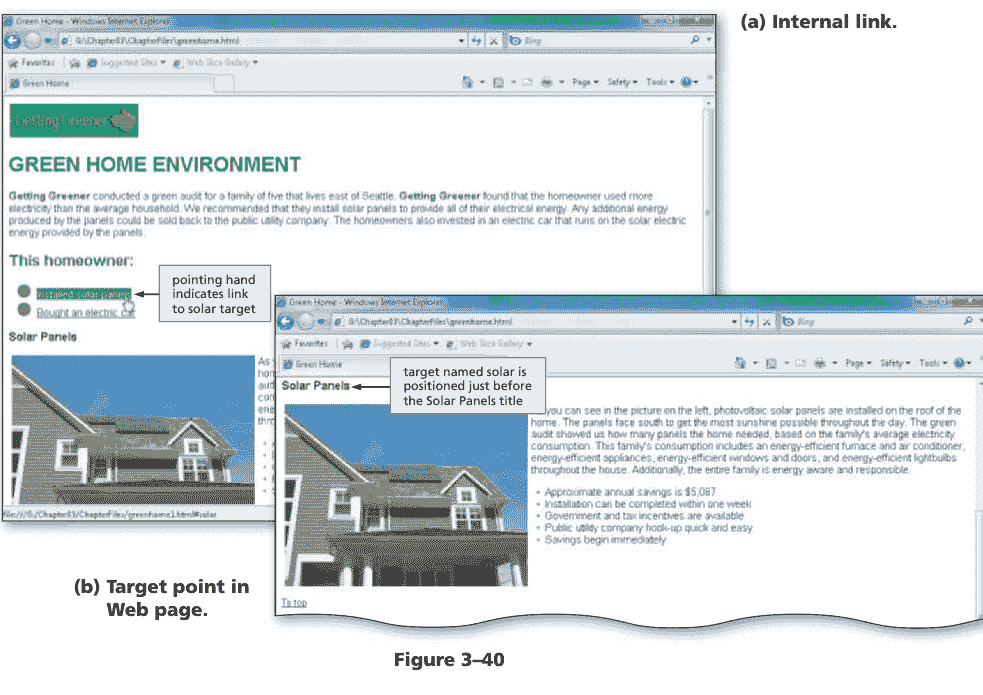 (a) Internal link.
Green Home - Windows Internet Explorer
G:\Chapter03\ChapterFiles\greenhome.html
Bing
Favorites Suggested Sites Web Slice Gallery
Green Home
Page Safety Tools
Getting Greener
GREEN HOME ENVIRONMENT
Getting Greener conducted a green audit for a family of five that lives east of Seattle. Getting Greener found that the homeowner used more
electricity than the average household. We recommended that they install solar panels to provide all of their electrical energy. Any additional energy
produced by the panels could be sold back to the public utility company. The homeowners also invested in an electric car that runs on the solar electric
energy provided by the panels.
This homeowner:
Installed solar panels
Bought an electric car
pointing hand
indicates link
to solar target
Solar Panels
file:///G:/Chapter03/ChapterFiles/greenhome1.html#solar
Green Home - Windows Internet Explorer
G:\Chapter03\ChapterFiles\greenhome.html
Bing
Favorites Suggested Sites Web Slice Gallery
Green Home
Page Safety Tools
Solar Panels
target named solar is
positioned just before
the Solar Panels title
you can see in the picture on the left, photovoltaic solar panels are installed on the roof of the
home. The panels face south to get the most sunshine possible throughout the day. The green
audit showed us how many panels the home needed, based on the family's average electricity
consumption. This family's consumption includes an energy-efficient furnace and air conditioner,
energy-efficient appliances, energy-efficient windows and doors, and energy-efficient lightbulbs
throughout the house. Additionally, the entire family is energy aware and responsible.
Approximate annual savings is $5,087
Installation can be completed within one week
Government and tax incentives are available
Public utility company hook-up quick and easy
Savings begin immediately
To top
(b) Target point in
Web page.
Figure 3–40